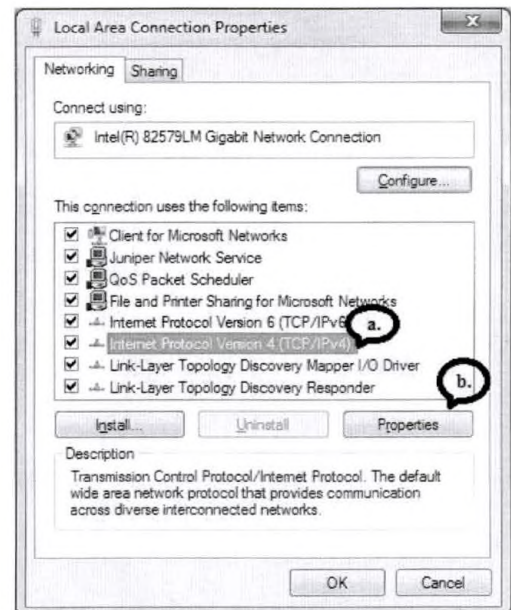 Local Area Connection Properties
Networking Sharing
Connect using:
Intel(R) 82579LM Gigabit Network Connection
Configure...
This connection uses the following items:
Client for Microsoft Networks
Juniper Network Service
QoS Packet Scheduler
File and Printer Sharing for Microsoft Networks
Internet Protocol Version 6 (TCP/IPv6
a.
Internet Protocol Version 4 (TCP/IPv4)
Link-Layer Topology Discovery Mapper I/O Driver
Link-Layer Topology Discovery Responder
b.
Install... Uninstall Properties
Description
Transmission Control Protocol/Internet Protocol. The default
wide area network protocol that provides communication
across diverse interconnected networks.
OK Cancel